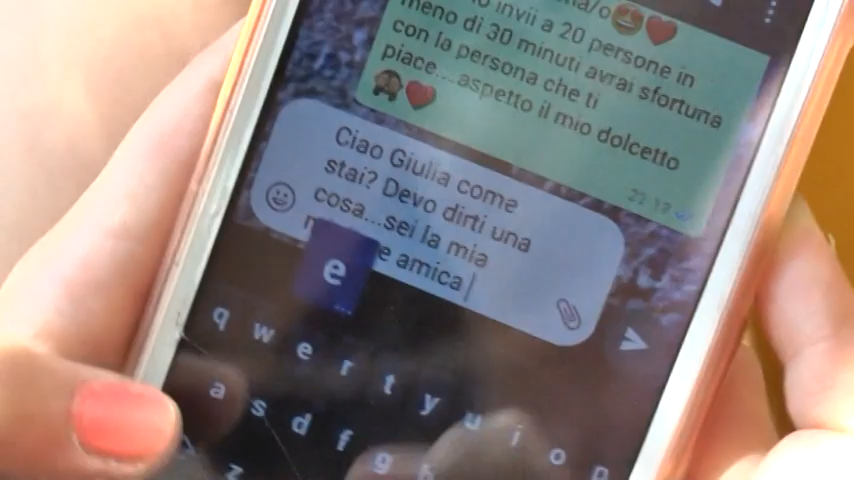 invii a 20 persone in
meno di 30 minuti avrai sfortuna
con la persona che ti
piace...aspetto il mio dolcetto
22:19
Ciao Giulia come
stai? Devo dirti una
cosa...sei la mia
e amica
e
q w e r t y u i o p
a s d f g h
z